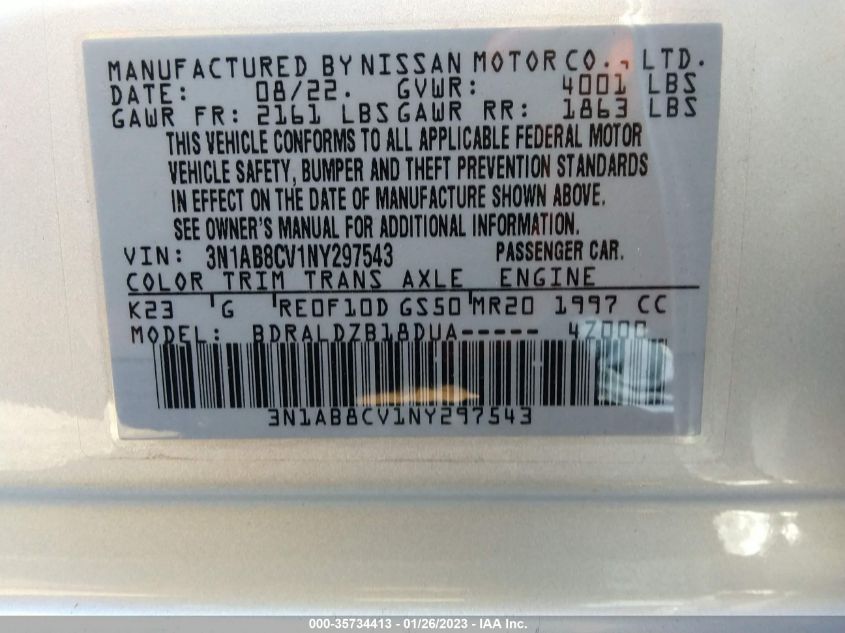 MANUFACTURED BY NISSAN MOTOR CO., LTD.
DATE: 08/22. GVWR: 4001 LBS
GAWR FR: 2161 LBS GAWR RR: 1863 LBS
THIS VEHICLE CONFORMS TO ALL APPLICABLE FEDERAL MOTOR
VEHICLE SAFETY, BUMPER AND THEFT PREVENTION STANDARDS
IN EFFECT ON THE DATE OF MANUFACTURE SHOWN ABOVE.
SEE OWNER'S MANUAL FOR ADDITIONAL INFORMATION.
VIN: 3N1AB8CV1NY297543 PASSENGER CAR.
COLOR TRIM TRANS AXLE ENGINE
K23 G RE0F10D GS50 MR20 1997 CC
MODEL: BDRALDZB18DUA----- 4Z000
3N1AB8CV1NY297543
000-35734413 - 01/26/2023 - IAA Inc.